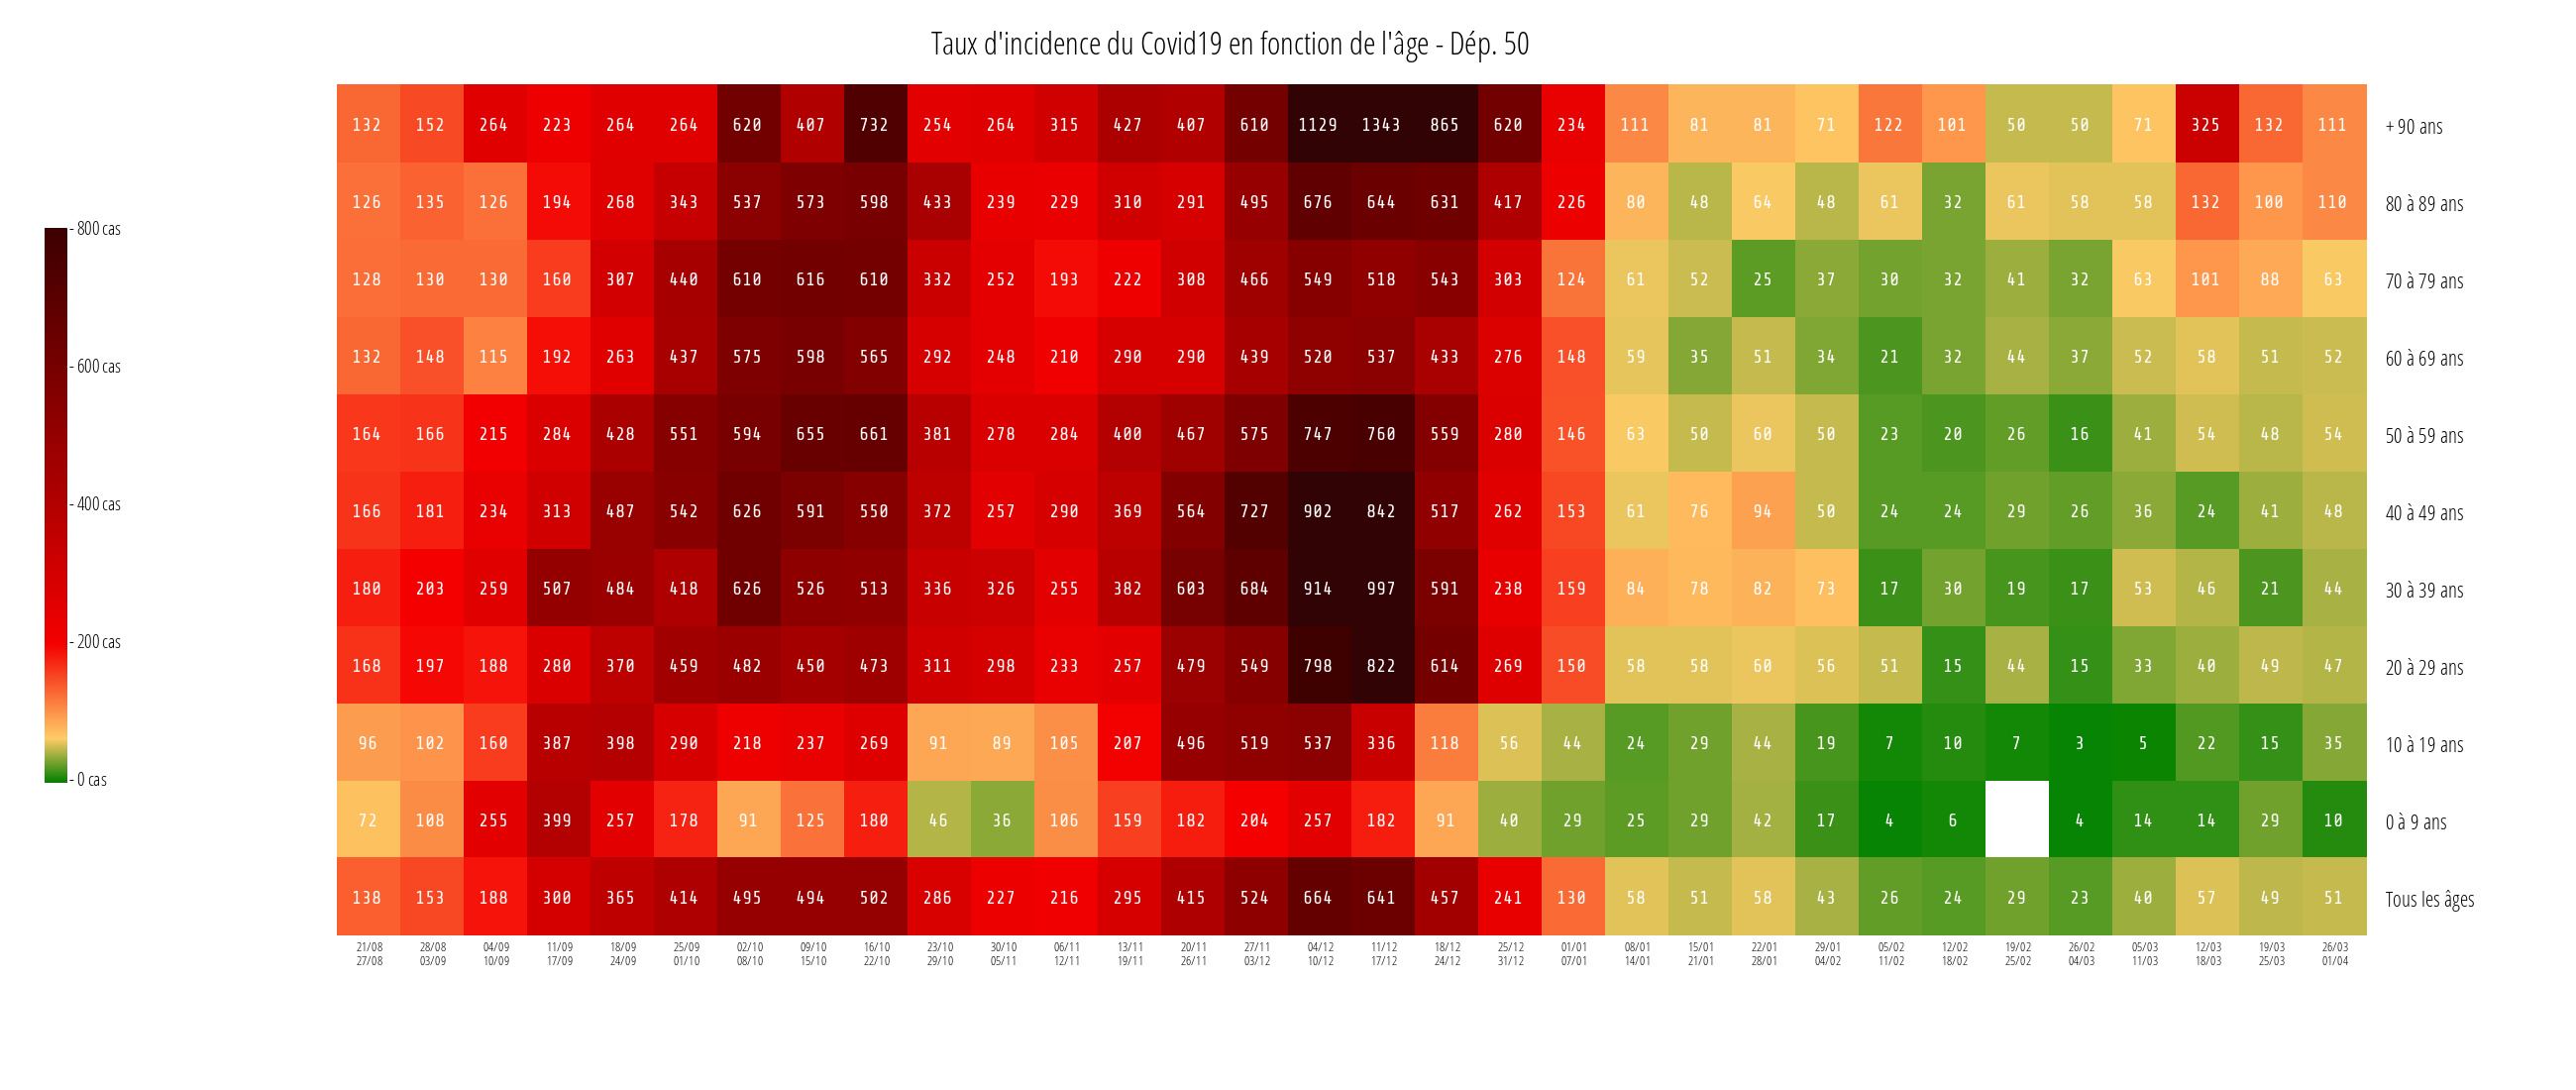 Taux d'incidence du Covid19 en fonction de l'âge - Dép. 50
- 800 cas
- 600 cas
- 400 cas
- 200 cas
- 0 cas
132 152 264 223 264 264 620 407 732 254 264 315 427 407 610 1129 1343 865 620 234 111 81 81 71 122 101 50 50 71 325 132 111 + 90 ans
126 135 126 194 268 343 537 573 598 433 239 229 310 291 495 676 644 631 417 226 80 48 64 48 61 32 61 58 58 132 100 110 80 à 89 ans
128 130 130 160 307 440 610 616 610 332 252 193 222 308 466 549 518 543 303 124 61 52 25 37 30 32 41 32 63 101 88 63 70 à 79 ans
132 148 115 192 263 437 575 598 565 292 248 210 290 290 439 520 537 433 276 148 59 35 51 34 21 32 44 37 52 58 51 52 60 à 69 ans
164 166 215 284 428 551 594 655 661 381 278 284 400 467 575 747 760 559 280 146 63 50 60 50 23 20 26 16 41 54 48 54 50 à 59 ans
166 181 234 313 487 542 626 591 550 372 257 290 369 564 727 902 842 517 262 153 61 76 94 50 24 24 29 26 36 24 41 48 40 à 49 ans
180 203 259 507 484 418 626 526 513 336 326 255 382 603 684 914 997 591 238 159 84 78 82 73 17 30 19 17 53 46 21 44 30 à 39 ans
168 197 188 280 370 459 482 450 473 311 298 233 257 479 549 798 822 614 269 150 58 58 60 56 51 15 44 15 33 40 49 47 20 à 29 ans
96 102 160 387 398 290 218 237 269 91 89 105 207 496 519 537 336 118 56 44 24 29 44 19 7 10 7 3 5 22 15 35 10 à 19 ans
72 108 255 399 257 178 91 125 180 46 36 106 159 182 204 257 182 91 40 29 25 29 42 17 4 6 4 14 14 29 10 0 à 9 ans
138 153 188 300 365 414 495 494 502 286 227 216 295 415 524 664 641 457 241 130 58 51 58 43 26 24 29 23 40 57 49 51 Tous les âges
21/08 28/08 04/09 11/09 18/09 25/09 02/10 09/10 16/10 23/10 30/10 06/11 13/11 20/11 27/11 04/12 11/12 18/12 25/12 01/01 08/01 15/01 22/01 29/01 05/02 12/02 19/02 26/02 05/03 12/03 19/03 26/03
27/08 03/09 10/09 17/09 24/09 01/10 08/10 15/10 22/10 29/10 05/11 12/11 19/11 26/11 03/12 10/12 17/12 24/12 31/12 07/01 14/01 21/01 28/01 04/02 11/02 18/02 25/02 04/03 11/03 18/03 25/03 01/04